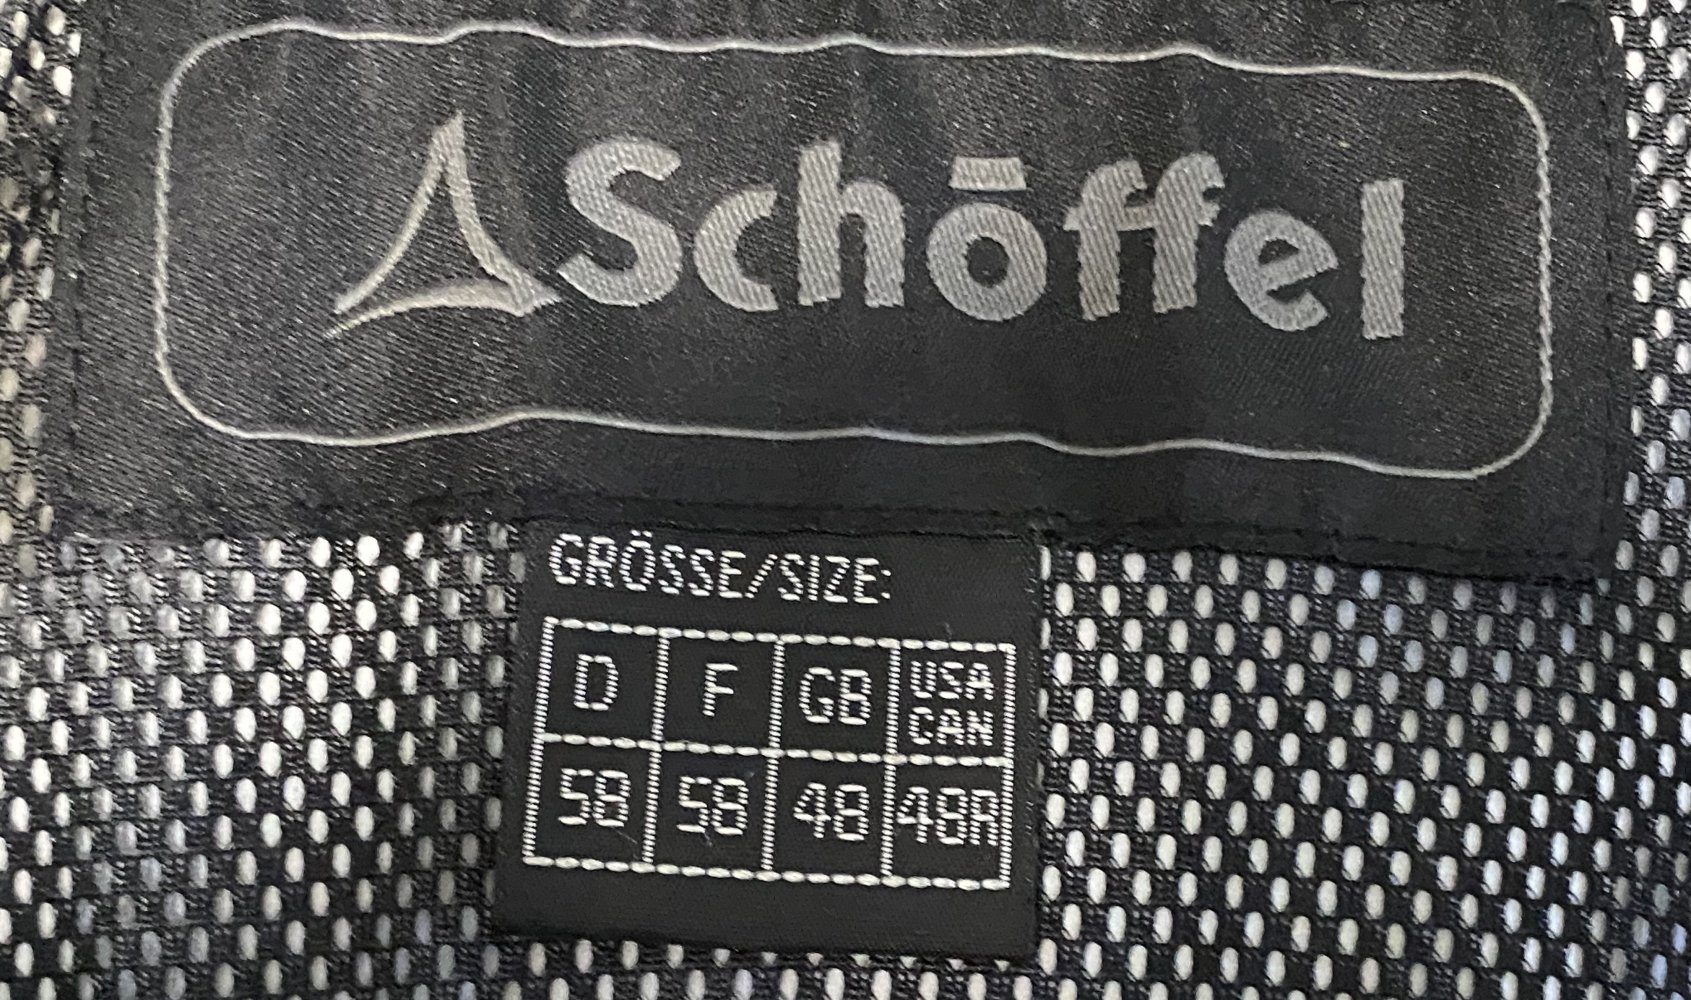 Schöffel
GRÖSSE/SIZE:
D F GB USA CAN
58 58 48 48R